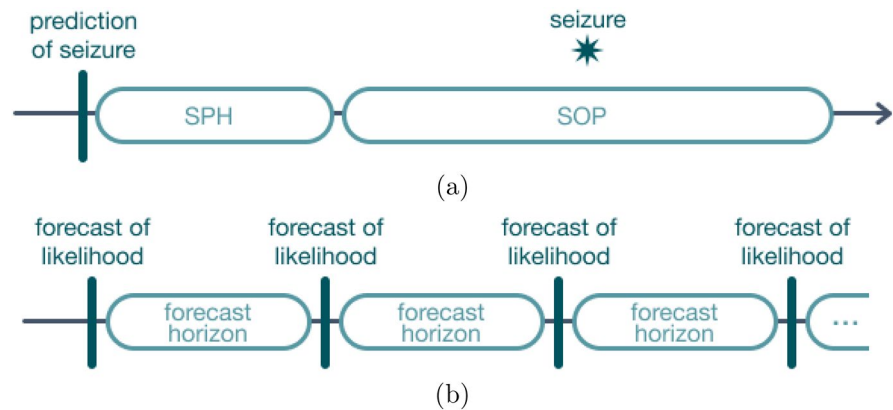 prediction
of seizure
seizure
SPH
SOP
(a)
forecast of
likelihood
forecast of
likelihood
forecast of
likelihood
forecast of
likelihood
forecast
horizon
forecast
horizon
forecast
horizon
...
(b)